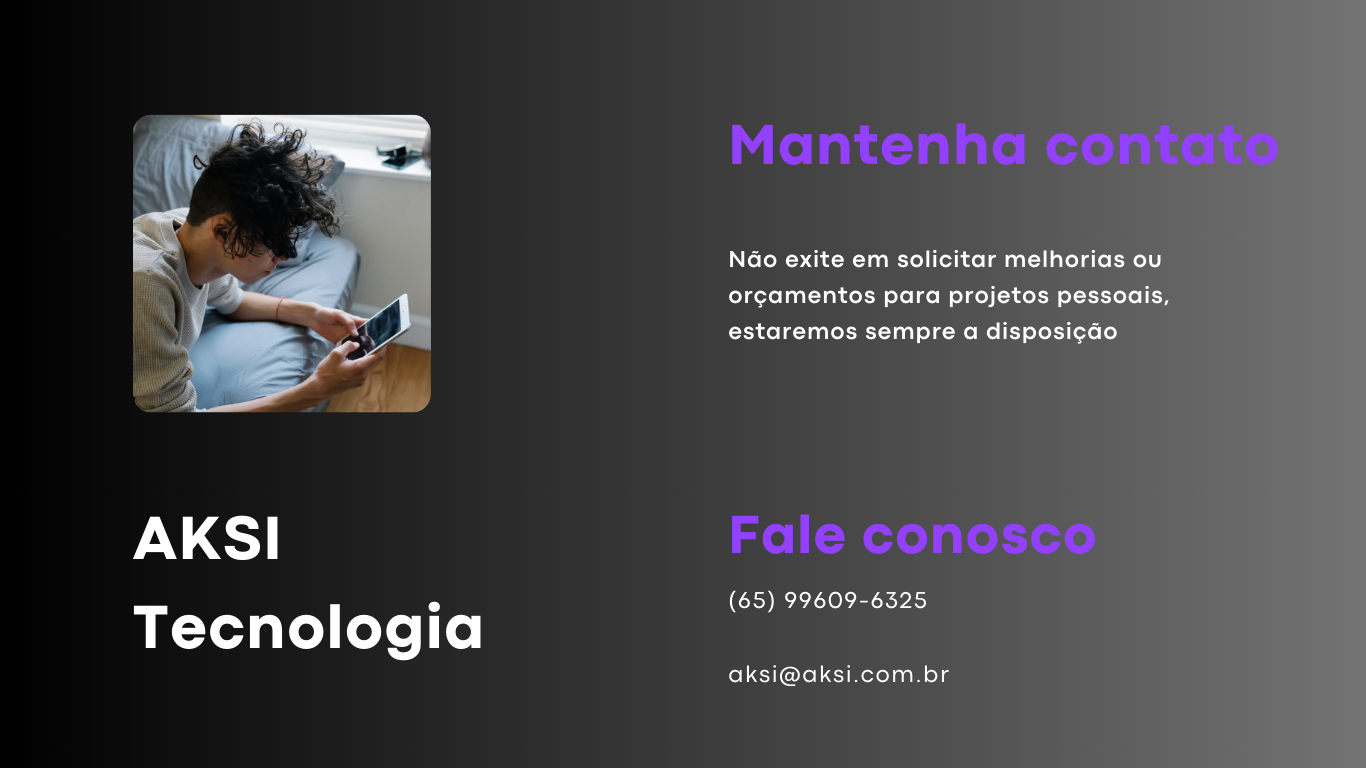 Mantenha contato
Não exite em solicitar melhorias ou
orçamentos para projetos pessoais,
estaremos sempre a disposição
AKSI
Tecnologia
Fale conosco
(65) 99609-6325
aksi@aksi.com.br